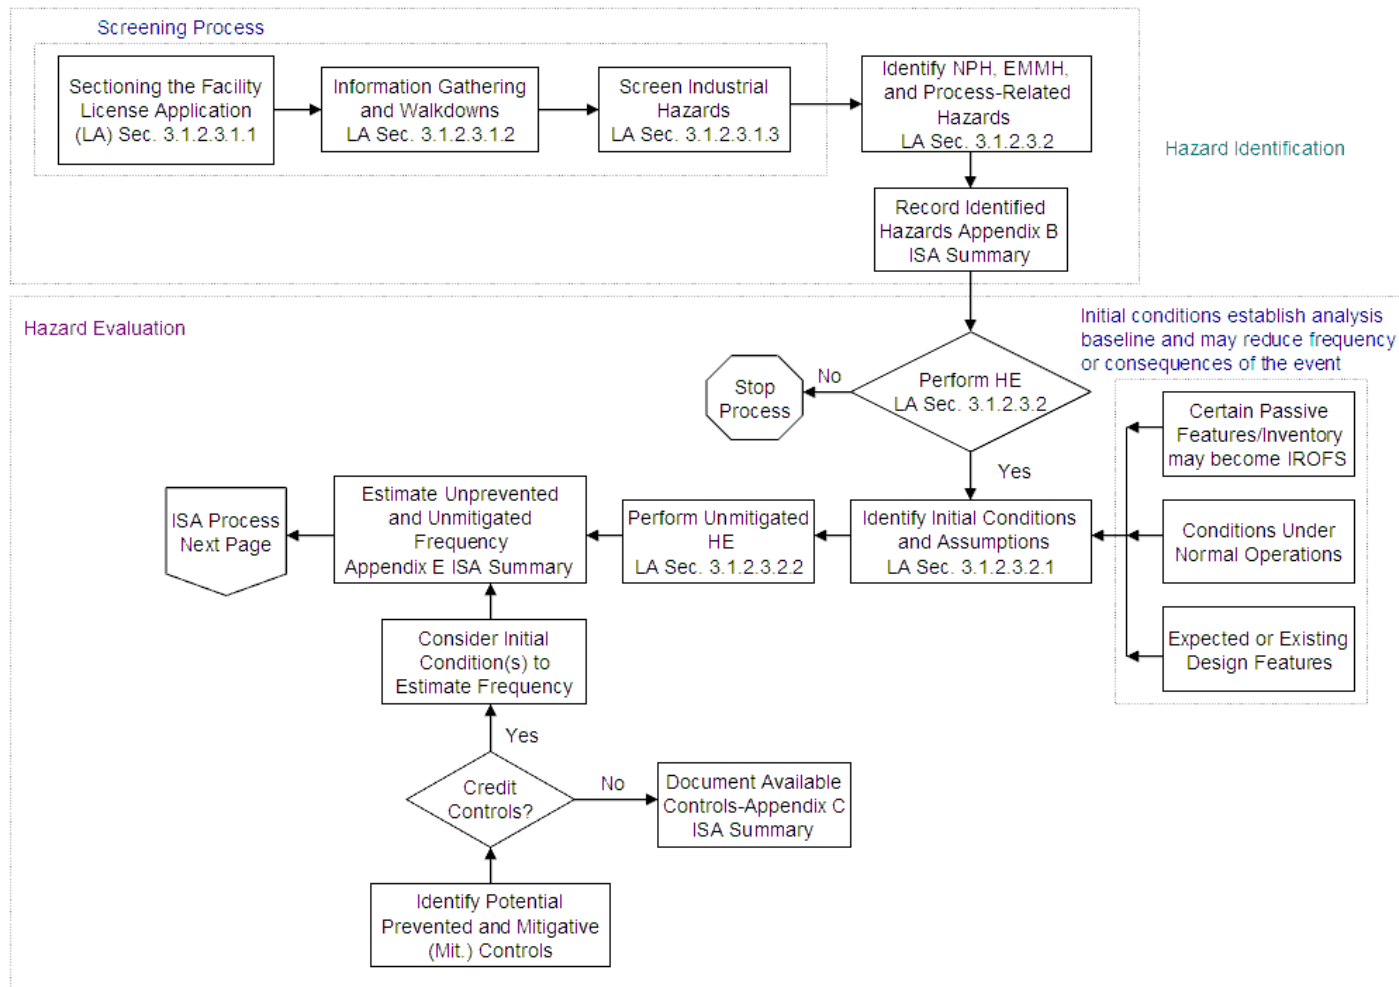 Screening Process
Sectioning the Facility
License Application
(LA) Sec. 3.1.2.3.1.1
Information Gathering
and Walkdowns
LA Sec. 3.1.2.3.1.2
Screen Industrial
Hazards
LA Sec. 3.1.2.3.1.3
Identify NPH, EMMH,
and Process-Related
Hazards
LA Sec. 3.1.2.3.2
Hazard Identification
Record Identified
Hazards Appendix B
ISA Summary
Hazard Evaluation
Initial conditions establish analysis
baseline and may reduce frequency
or consequences of the event
Perform HE
LA Sec. 3.1.2.3.2
No
Stop
Process
Yes
Certain Passive
Features/Inventory
may become IROFS
Conditions Under
Normal Operations
Expected or Existing
Design Features
Identify Initial Conditions
and Assumptions
LA Sec. 3.1.2.3.2.1
Perform Unmitigated
HE
LA Sec. 3.1.2.3.2.2
Estimate Unprevented
and Unmitigated
Frequency
Appendix E ISA Summary
ISA Process
Next Page
Consider Initial
Condition(s) to
Estimate Frequency
Yes
Credit
Controls?
No
Document Available
Controls-Appendix C
ISA Summary
Identify Potential
Prevented and Mitigative
(Mit.) Controls